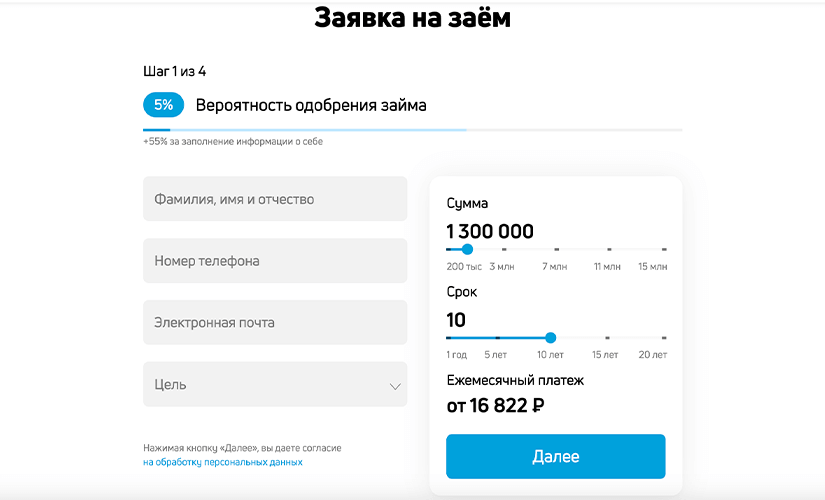 Заявка на заём
Шаг 1 из 4
5% Вероятность одобрения займа
+55% за заполнение информации о себе
Фамилия, имя и отчество
Номер телефона
Электронная почта
Цель
Нажимая кнопку «Далее», вы даете согласие
на обработку персональных данных
Сумма
1 300 000
200 тыс 3 млн 7 млн 11 млн 15 млн
Срок
10
1 год 5 лет 10 лет 15 лет 20 лет
Ежемесячный платеж
от 16 822 ₽
Далее